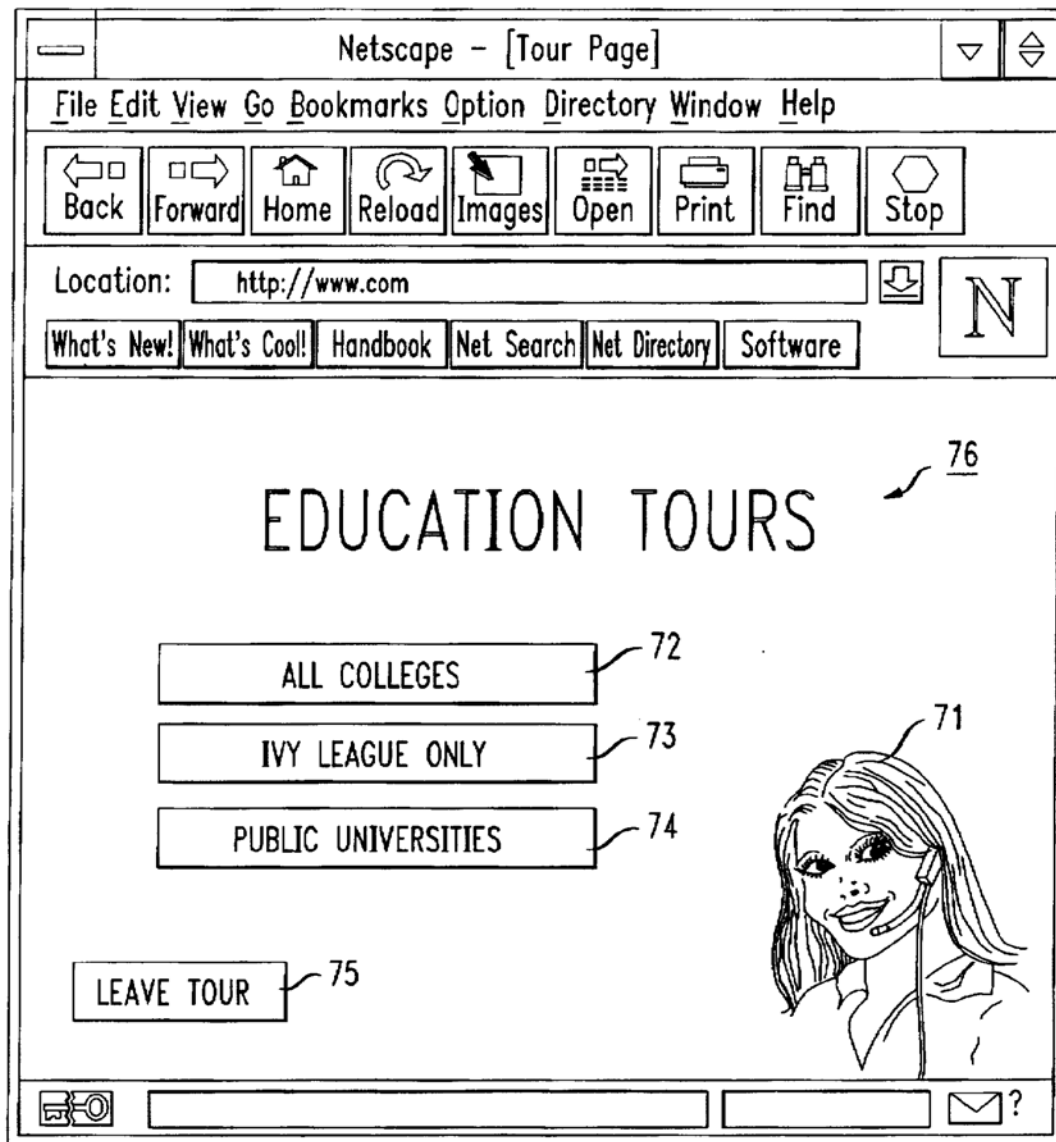 Netscape - [Tour Page]
File Edit View Go Bookmarks Option Directory Window Help
Back Forward Home Reload Images Open Print Find Stop
Location: http://www.com
N
What's New! What's Cool! Handbook Net Search Net Directory Software
76
EDUCATION TOURS
ALL COLLEGES 72
71
IVY LEAGUE ONLY 73
PUBLIC UNIVERSITIES 74
LEAVE TOUR 75
?